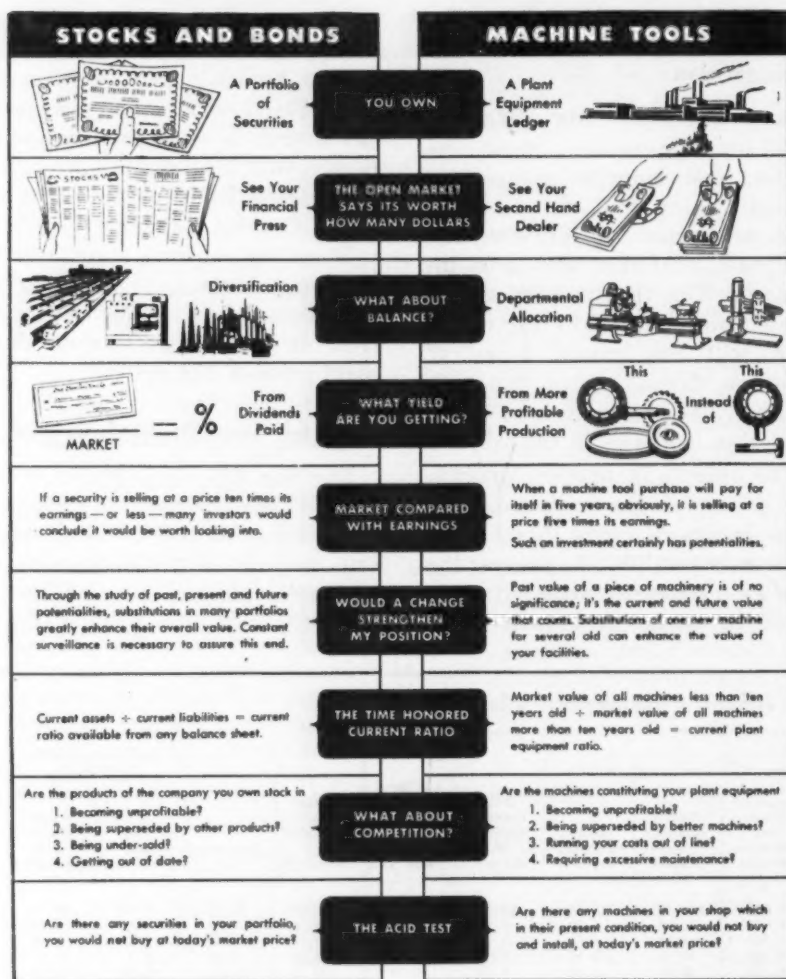 STOCKS AND BONDS
MACHINE TOOLS
A Portfolio
of
Securities
YOU OWN
A Plant
Equipment
Ledger
STOCKS
See Your
Financial
Press
THE OPEN MARKET
SAYS ITS WORTH
HOW MANY DOLLARS
See Your
Second Hand
Dealer
Diversification
WHAT ABOUT
BALANCE?
Departmental
Allocation
MARKET
= %
From
Dividends
Paid
WHAT YIELD
ARE YOU GETTING?
From More
Profitable
Production
This
Instead
of
This
If a security is selling at a price ten times its
earnings — or less — many investors would
conclude it would be worth looking into.
MARKET COMPARED
WITH EARNINGS
When a machine tool purchase will pay for
itself in five years, obviously, it is selling at a
price five times its earnings.
Such an investment certainly has potentialities.
Through the study of past, present and future
potentialities, substitutions in many portfolios
greatly enhance their overall value. Constant
surveillance is necessary to assure this end.
WOULD A CHANGE
STRENGTHEN
MY POSITION?
Past value of a piece of machinery is of no
significance; it's the current and future value
that counts. Substitutions of one new machine
for several old can enhance the value of
your facilities.
Current assets ÷ current liabilities = current
ratio available from any balance sheet.
THE TIME HONORED
CURRENT RATIO
Market value of all machines less than ten
years old ÷ market value of all machines
more than ten years old = current plant
equipment ratio.
Are the products of the company you own stock in
1. Becoming unprofitable?
2. Being superseded by other products?
3. Being under-sold?
4. Getting out of date?
WHAT ABOUT
COMPETITION?
Are the machines constituting your plant equipment
1. Becoming unprofitable?
2. Being superseded by better machines?
3. Running your costs out of line?
4. Requiring excessive maintenance?
Are there any securities in your portfolio,
you would not buy at today's market price?
THE ACID TEST
Are there any machines in your shop which
in their present condition, you would not buy
and install, at today's market price?